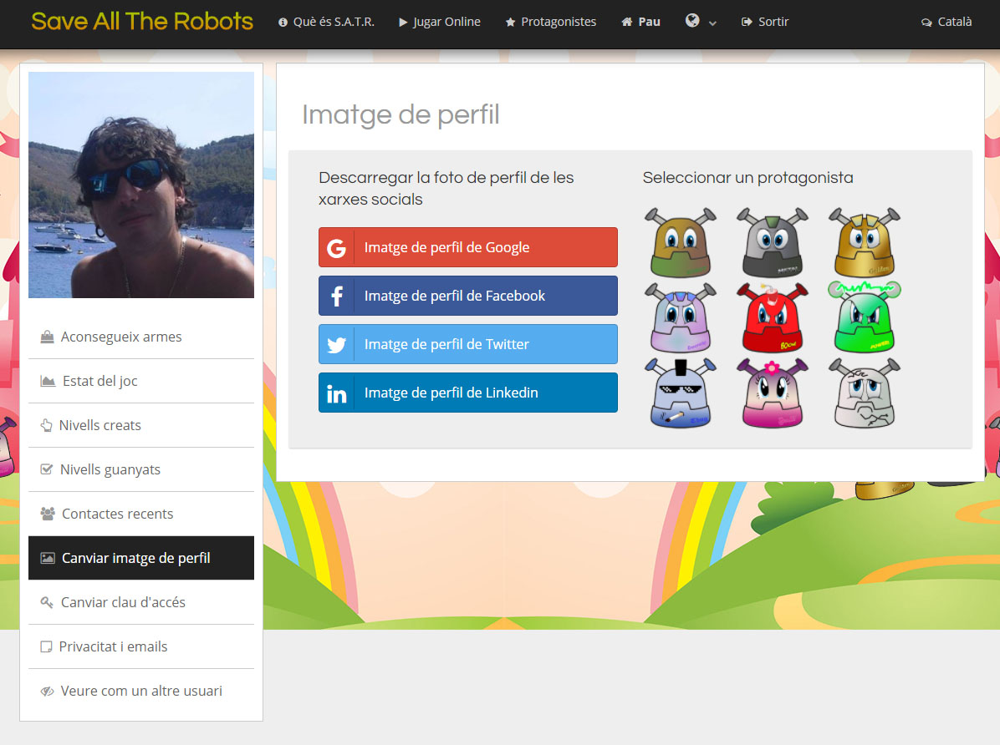 Save All The Robots
Què és S.A.T.R.
Jugar Online
Protagonistes
Pau
Sortir
Català
Aconsegueix armes
Estat del joc
Nivells creats
Nivells guanyats
Contactes recents
Canviar imatge de perfil
Canviar clau d'accés
Privacitat i emails
Veure com un altre usuari
Imatge de perfil
Descarregar la foto de perfil de les
xarxes socials
Imatge de perfil de Google
Imatge de perfil de Facebook
Imatge de perfil de Twitter
Imatge de perfil de Linkedin
Seleccionar un protagonista